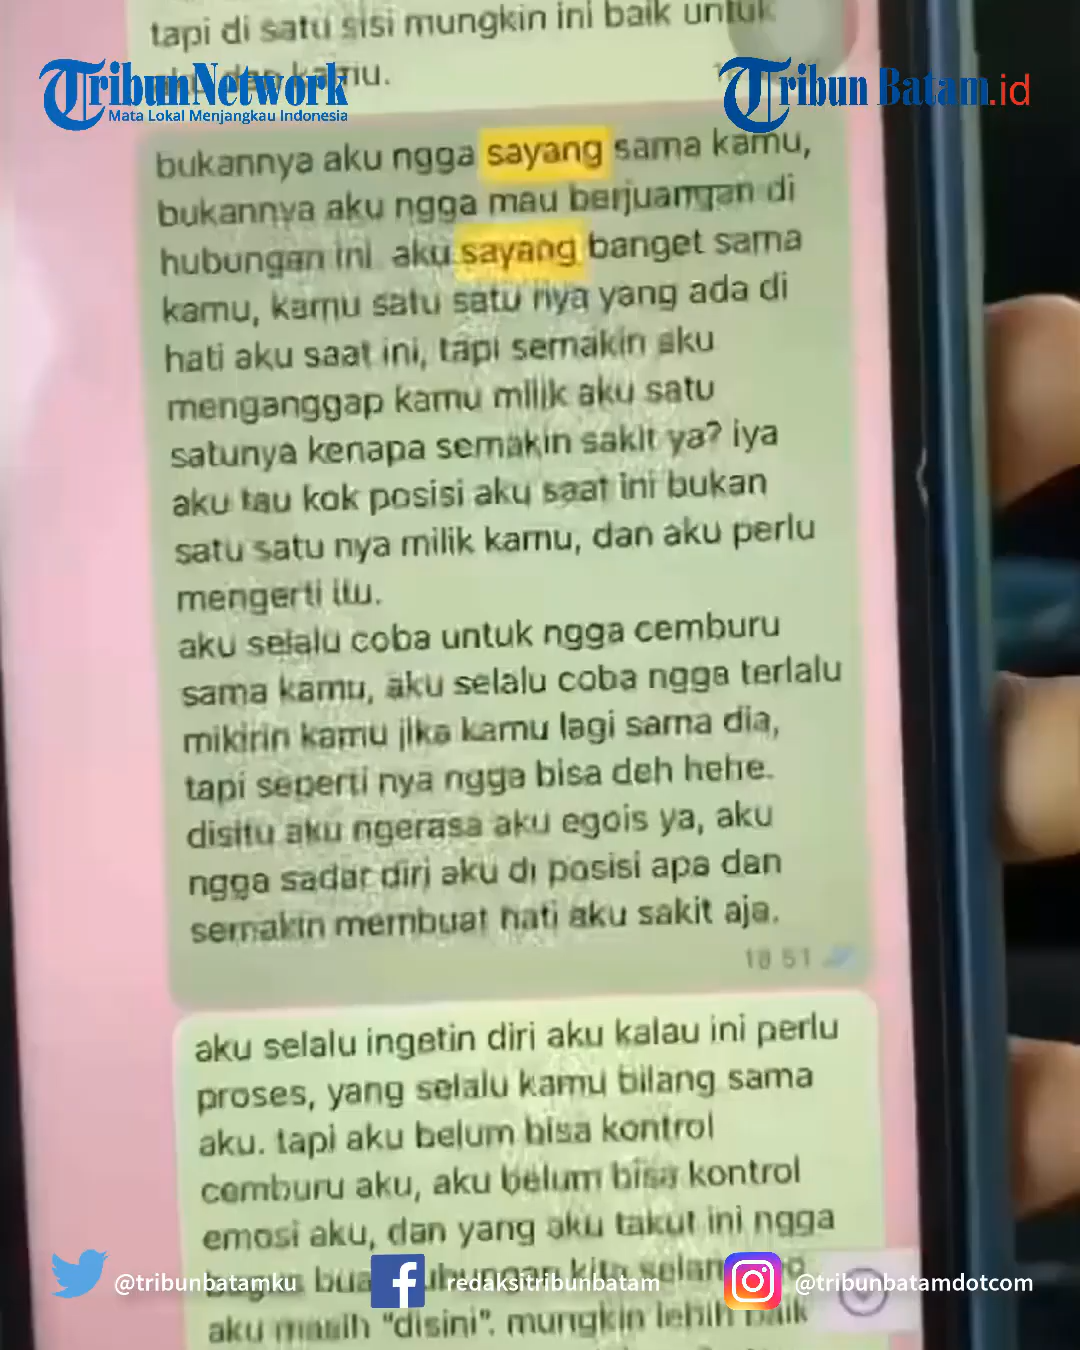 tapi di satu sisi mungkin ini baik untuk
kamu.
TribunNetwork
Mata Lokal Menjangkau Indonesia
Tribun Batam.id
bukannya aku ngga sayang sama kamu,
bukannya aku ngga mau berjuangan di
hubungan ini. aku sayang banget sama
kamu, kamu satu satu nya yang ada di
hati aku saat ini, tapi semakin aku
menganggap kamu milik aku satu
satunya kenapa semakin sakit ya? iya
aku tau kok posisi aku saat ini bukan
satu satu nya milik kamu, dan aku perlu
mengerti itu.
aku selalu coba untuk ngga cemburu
sama kamu, aku selalu coba ngga terlalu
mikirin kamu jika kamu lagi sama dia,
tapi seperti nya ngga bisa deh hehe.
disitu aku ngerasa aku egois ya, aku
ngga sadar diri aku di posisi apa dan
semakin membuat hati aku sakit aja.
18 51
aku selalu ingetin diri aku kalau ini perlu
proses, yang selalu kamu bilang sama
aku. tapi aku belum bisa kontrol
cemburu aku, aku belum bisa kontrol
emosi aku, dan yang aku takut ini ngga
kita
@tribunbatamku
redaksitribunbatam
@tribunbatamdotcom
aku masih "disini". mungkin lebih baik